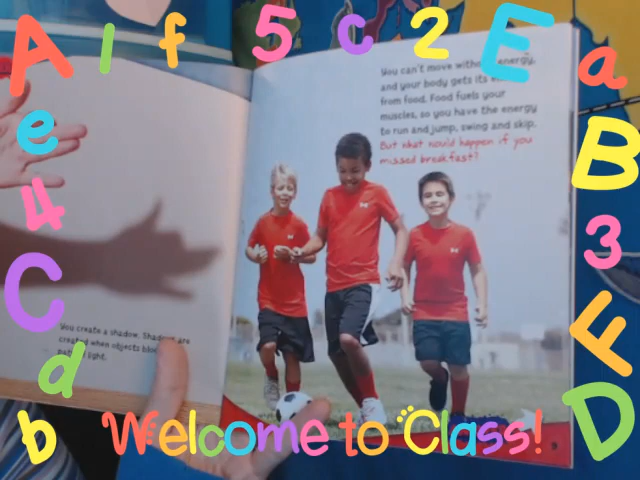 A 1 f 5 c 2 E a
e
4
C
d
b
B
3
F
D
You can't move without energy,
and your body gets its
from food. Food fuels your
muscles, so you have the energy
to run and jump, swing and skip.
But what would happen if you
missed breakfast?
You create a shadow. Shadows are
created when objects block
light.
9
Welcome to Class!